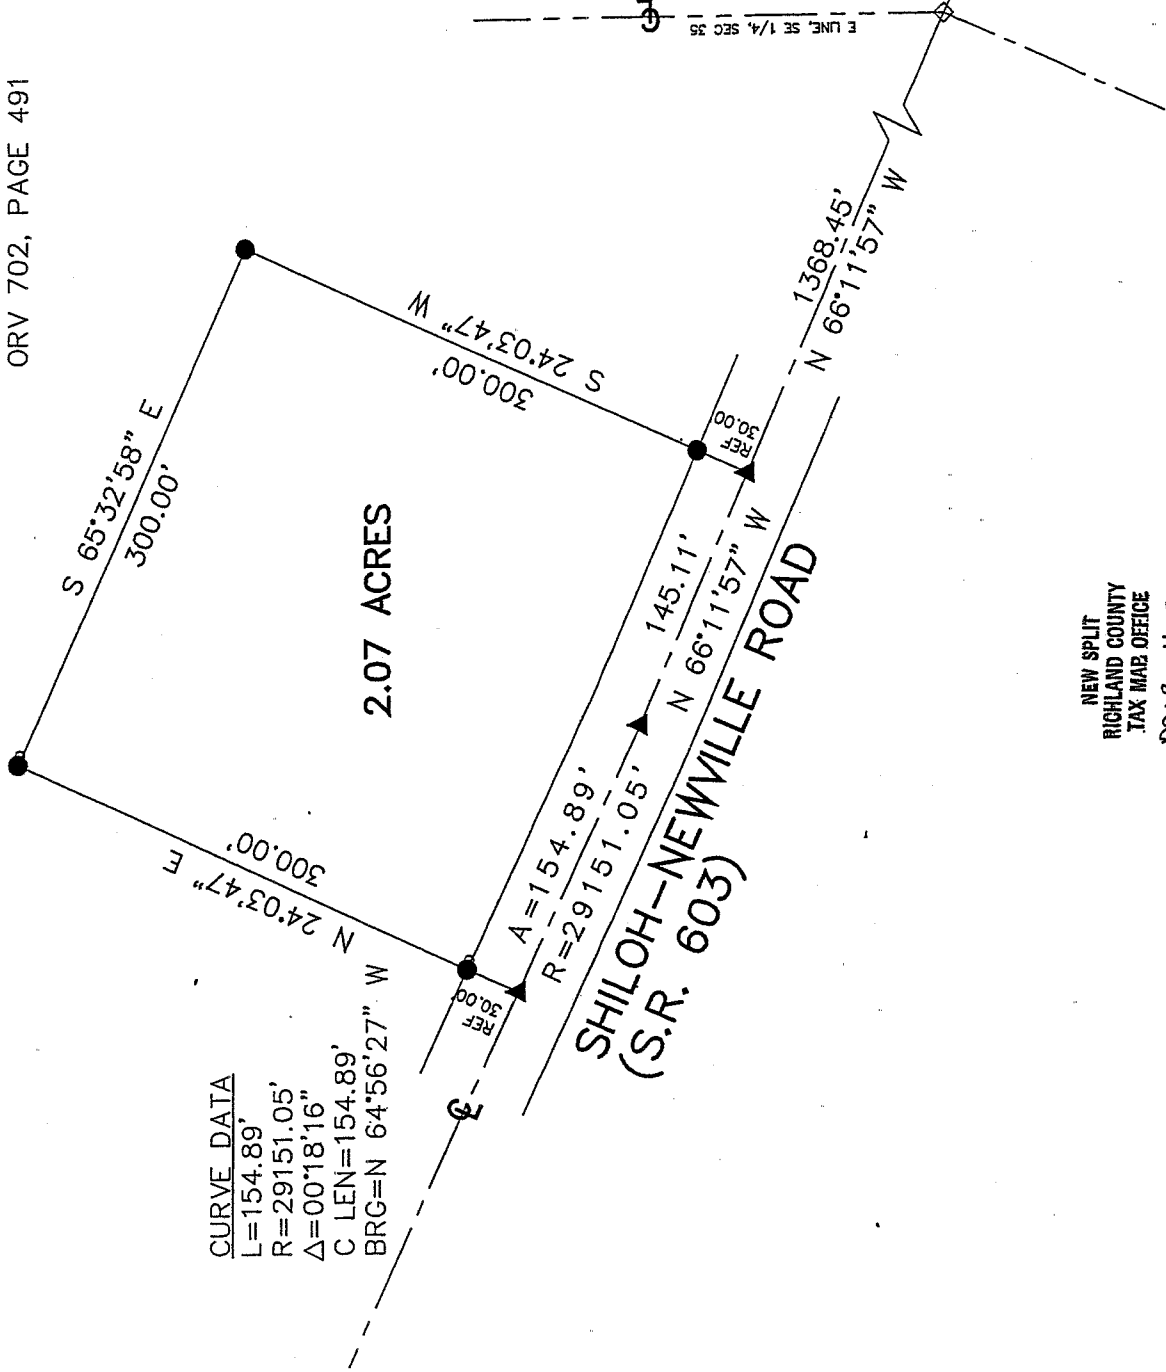 ORV 702, PAGE 491
E LINE, SE 1/4, SEC 35
S 65°32'58" E
300.00'
S 24°03'47" W
300.00'
2.07 ACRES
N 24°03'47" E
300.00'
REF
30.00'
REF
30.00'
1368.45'
N 66°11'57" W
145.11'
N 66°11'57" W
A=154.89'
R=29151.05'
SHILOH-NEWVILLE ROAD
(S.R. 603)
CURVE DATA
L=154.89'
R=29151.05'
Δ=00°18'16"
C LEN=154.89'
BRG=N 64°56'27" W
NEW SPLIT
RICHLAND COUNTY
TAX MAP OFFICE